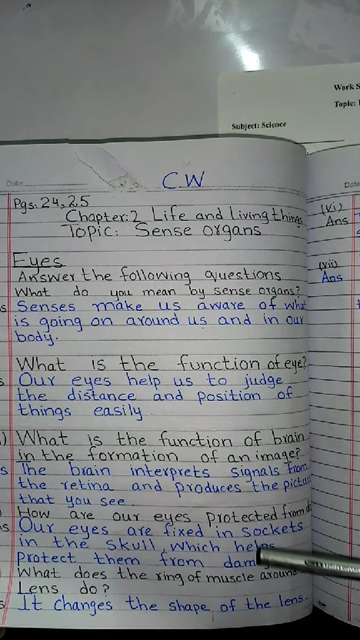 Work S
Topic:
Subject: Science
Date
C.W
Pgs: 24, 25
Chapter:2 Life and living things
Topic: Sense organs
Eyes
Answer the following questions
What do you mean by sense organs?
Senses make us aware of what
is going on around us and in our
body.
What is the function of eye?
Our eyes help us to judge
the distance and position of
things easily
What is the function of brain
in the formation of an image?
The brain interprets signals from
the retina and produces the pictu
that you see
How are our eyes protected from d
Our eyes are fixed in sockets
in the skull, which helps
protect them from dam
What does the ring of muscle around
Lens do?
It changes the shape of the lens.
Date
(vi)
Ans
(vii)
Ans